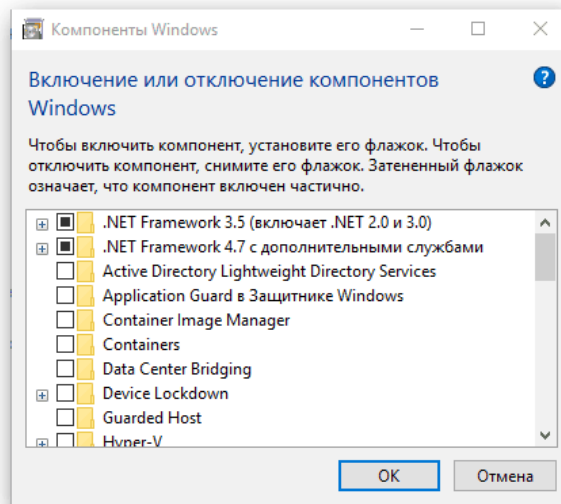 Компоненты Windows
Включение или отключение компонентов
Windows
Чтобы включить компонент, установите его флажок. Чтобы
отключить компонент, снимите его флажок. Затененный флажок
означает, что компонент включен частично.
.NET Framework 3.5 (включает .NET 2.0 и 3.0)
.NET Framework 4.7 с дополнительными службами
Active Directory Lightweight Directory Services
Application Guard в Защитнике Windows
Container Image Manager
Containers
Data Center Bridging
Device Lockdown
Guarded Host
Hyper-V
ОК
Отмена